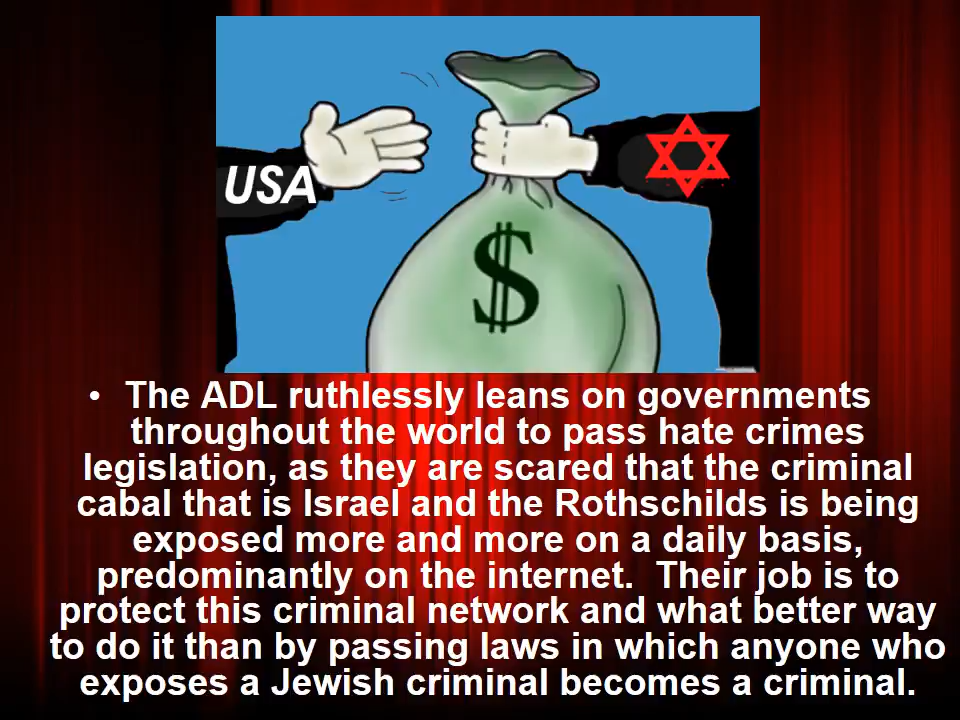 USA
$
• The ADL ruthlessly leans on governments
throughout the world to pass hate crimes
legislation, as they are scared that the criminal
cabal that is Israel and the Rothschilds is being
exposed more and more on a daily basis,
predominantly on the internet.  Their job is to
protect this criminal network and what better way
to do it than by passing laws in which anyone who
exposes a Jewish criminal becomes a criminal.